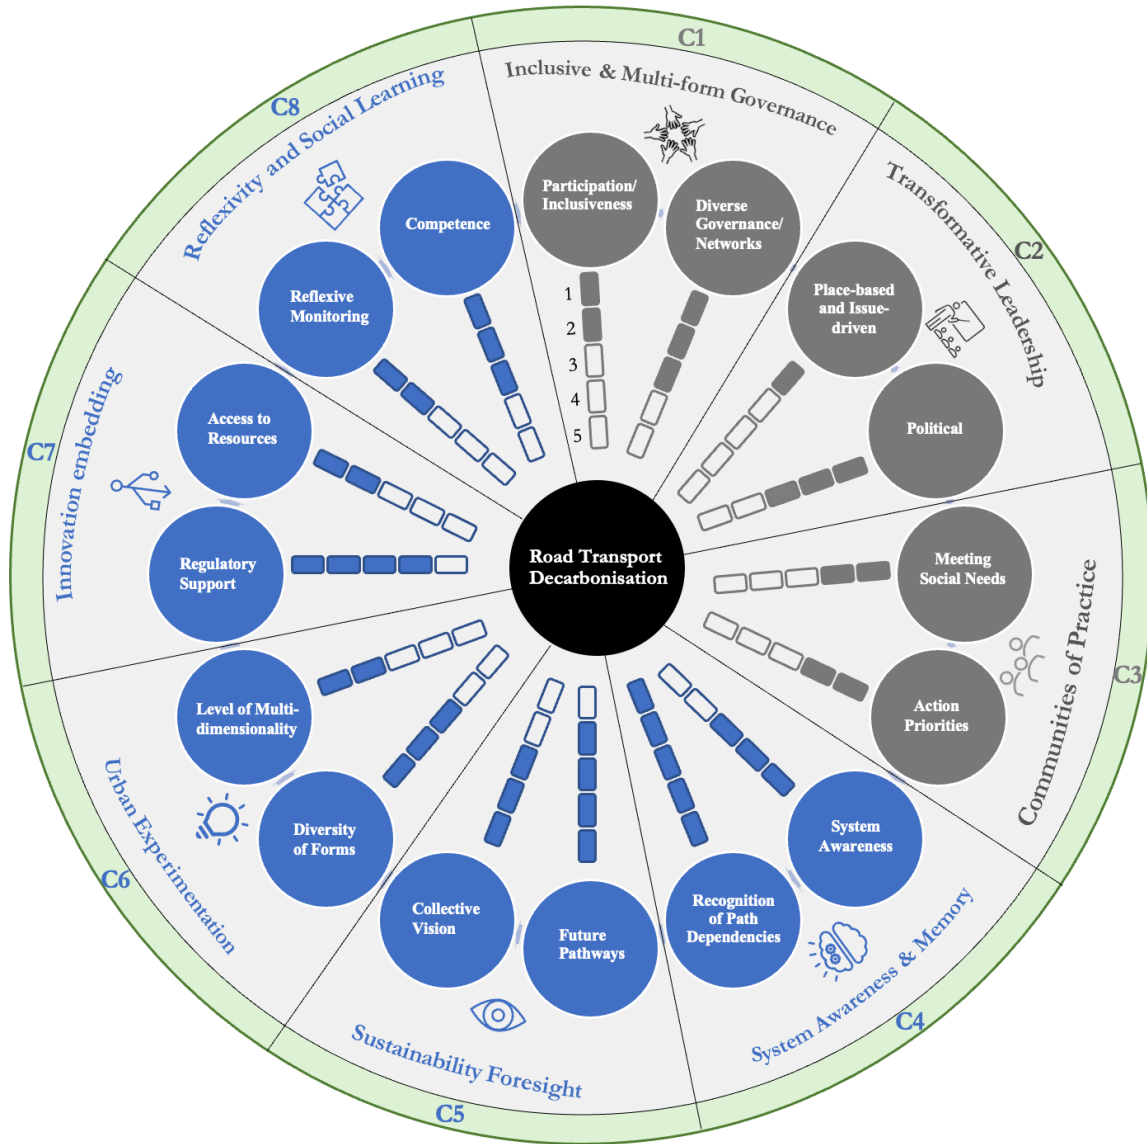 C1
Inclusive & Multi-form Governance
Participation/
Inclusiveness
Diverse
Governance/
Networks
1
2
3
4
5
C2
Transformative Leadership
Place-based
and Issue-
driven
Political
C3
Communities of Practice
Meeting
Social Needs
Action
Priorities
C4
System Awareness & Memory
System
Awareness
Recognition
of Path
Dependencies
C5
Sustainability Foresight
Future
Pathways
Collective
Vision
C6
Urban Experimentation
Diversity
of Forms
Level of Multi-
dimensionality
C7
Innovation embedding
Regulatory
Support
Access to
Resources
C8
Reflexivity and Social Learning
Reflexive
Monitoring
Competence
Road Transport
Decarbonisation